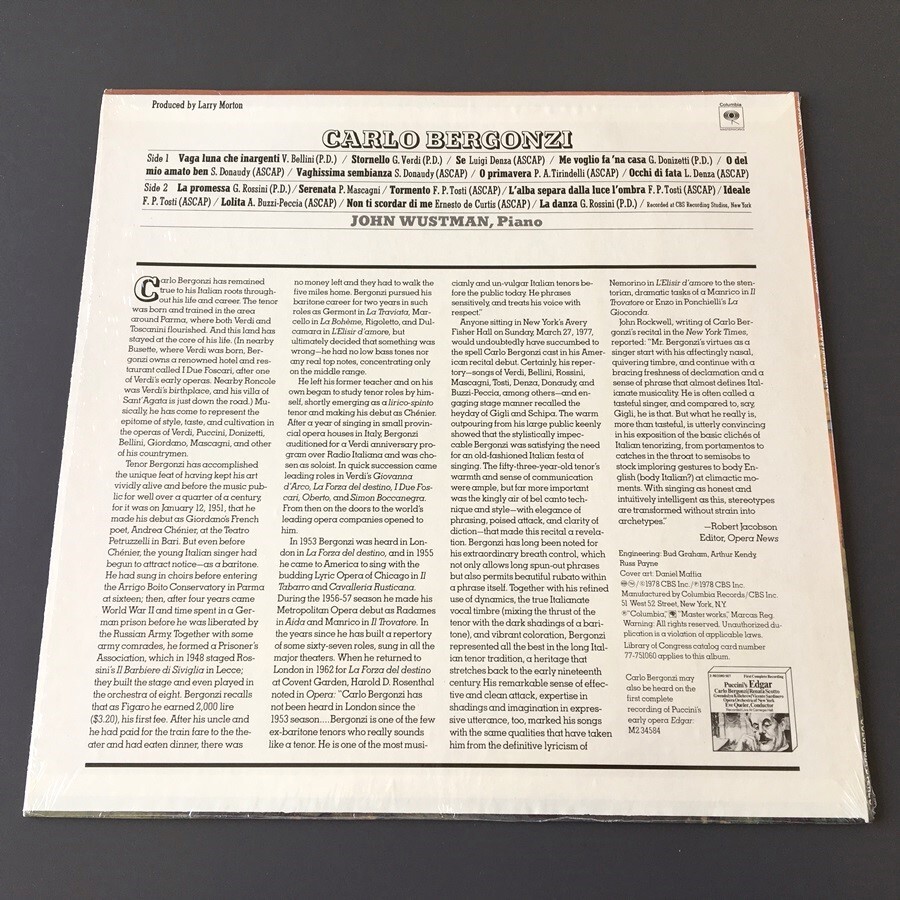 Produced by Larry Morton
Columbia
CARLO BERGONZI
Side 1 Vaga luna che inargenti V. Bellini (P.D.) / Stornello G. Verdi (P.D.) / Se Luigi Denza (ASCAP) / Me voglio fa 'na casa G. Donizetti (P.D.) / O del
mio amato ben S. Donaudy (ASCAP) / Vaghissima sembianza S. Donaudy (ASCAP) / O primavera P. A. Tirindelli (ASCAP) / Occhi di fata L. Denza (ASCAP)
Side 2 La promessa G. Rossini (P.D.) / Serenata P. Mascagni / Tormento F. P. Tosti (ASCAP) / L'alba separa dalla luce l'ombra F. P. Tosti (ASCAP) / Ideale
F. P. Tosti (ASCAP) / Lolita A. Buzzi-Peccia (ASCAP) / Non ti scordar di me Ernesto de Curtis (ASCAP) / La danza G. Rossini (P.D.) / Recorded at CBS Recording Studios, New York
JOHN WUSTMAN, Piano
Carlo Bergonzi has remained
true to his Italian roots through-
out his life and career. The tenor
was born and trained in the area
around Parma, where both Verdi and
Toscanini flourished. And this land has
stayed at the core of his life. (In nearby
Busette, where Verdi was born, Ber-
gonzi owns a renowned hotel and res-
taurant called I Due Foscari, after one
of Verdi's early operas. Nearby Roncole
was Verdi's birthplace, and his villa of
Sant'Agata is just down the road.) Mu-
sically, he has come to represent the
epitome of style, taste, and cultivation in
the operas of Verdi, Puccini, Donizetti,
Bellini, Giordano, Mascagni, and other
of his countrymen.
Tenor Bergonzi has accomplished
the unique feat of having kept his art
vividly alive and before the music pub-
lic for well over a quarter of a century,
for it was on January 12, 1951, that he
made his debut as Giordano's French
poet, Andrea Chénier, at the Teatro
Petruzzelli in Bari. But even before
Chénier, the young Italian singer had
begun to attract notice—as a baritone.
He had sung in choirs before entering
the Arrigo Boito Conservatory in Parma
at sixteen; then, after four years came
World War II and time spent in a Ger-
man prison before he was liberated by
the Russian Army. Together with some
army comrades, he formed a Prisoner's
Association, which in 1948 staged Ros-
sini's Il Barbiere di Siviglia in Lecce;
they built the stage and even played in
the orchestra of eight. Bergonzi recalls
that as Figaro he earned 2,000 lire
($3.20), his first fee. After his uncle and
he had paid for the train fare to the the-
ater and had eaten dinner, there was
no money left and they had to walk the
five miles home. Bergonzi pursued his
baritone career for two years in such
roles as Germont in La Traviata, Mar-
cello in La Bohème, Rigoletto, and Dul-
camara in L'Elisir d'amore, but
ultimately decided that something was
wrong—he had no low bass tones nor
any real top notes, concentrating only
on the middle range.
He left his former teacher and on his
own began to study tenor roles by him-
self, shortly emerging as a lirico-spinto
tenor and making his debut as Chénier.
After a year of singing in small provin-
cial opera houses in Italy, Bergonzi
auditioned for a Verdi anniversary pro-
gram over Radio Italiana and was cho-
sen as soloist. In quick succession came
leading roles in Verdi's Giovanna
d'Arco, La Forza del destino, I Due Fos-
cari, Oberto, and Simon Boccanegra.
From then on the doors to the world's
leading opera companies opened to
him.
In 1953 Bergonzi was heard in Lon-
don in La Forza del destino, and in 1955
he came to America to sing with the
budding Lyric Opera of Chicago in Il
Tabarro and Cavalleria Rusticana.
During the 1956-57 season he made his
Metropolitan Opera debut as Radames
in Aida and Manrico in Il Trovatore. In
the years since he has built a repertory
of some sixty-seven roles, sung in all the
major theaters. When he returned to
London in 1962 for La Forza del destino
at Covent Garden, Harold D. Rosenthal
noted in Opera: "Carlo Bergonzi has
not been heard in London since the
1953 season....Bergonzi is one of the few
ex-baritone tenors who really sounds
like a tenor. He is one of the most musi-
cianly and un-vulgar Italian tenors be-
fore the public today. He phrases
sensitively, and treats his voice with
respect."
Anyone sitting in New York's Avery
Fisher Hall on Sunday, March 27, 1977,
would undoubtedly have succumbed to
the spell Carlo Bergonzi cast in his Amer-
ican recital debut. Certainly, his reper-
tory—songs of Verdi, Bellini, Rossini,
Mascagni, Tosti, Denza, Donaudy, and
Buzzi-Peccia, among others—and en-
gaging stage manner recalled the
heyday of Gigli and Schipa. The warm
outpouring from his large public keenly
showed that the stylistically impec-
cable Bergonzi was satisfying the need
for an old-fashioned Italian festa of
singing. The fifty-three-year-old tenor's
warmth and sense of communication
were ample, but far more important
was the kingly air of bel canto tech-
nique and style—with elegance of
phrasing, poised attack, and clarity of
diction—that made this recital a revela-
tion. Bergonzi has long been noted for
his extraordinary breath control, which
not only allows long spun-out phrases
but also permits beautiful rubato within
a phrase itself. Together with his refined
use of dynamics, the true Italianate
vocal timbre (mixing the thrust of the
tenor with the dark shadings of a bari-
tone), and vibrant coloration, Bergonzi
represented all the best in the long Ital-
ian tenor tradition, a heritage that
stretches back to the early nineteenth
century. His remarkable sense of effec-
tive and clean attack, expertise in
shadings and imagination in expres-
sive utterance, too, marked his songs
with the same qualities that have taken
him from the definitive lyricism of
Nemorino in L'Elisir d'amore to the sten-
torian, dramatic tasks of a Manrico in Il
Trovatore or Enzo in Ponchielli's La
Gioconda.
John Rockwell, writing of Carlo Ber-
gonzi's recital in the New York Times,
reported: "Mr. Bergonzi's virtues as a
singer start with his affectingly nasal,
quivering timbre, and continue with a
bracing freshness of declamation and a
sense of phrase that almost defines Ital-
ianate musicality. He is often called a
tasteful singer, and compared to, say,
Gigli, he is that. But what he really is,
more than tasteful, is utterly convincing
in his exposition of the basic clichés of
Italian tenorizing, from portamentos to
catches in the throat to semisobs to
stock imploring gestures to body En-
glish (body Italian?) at climactic mo-
ments. With singing as honest and
intuitively intelligent as this, stereotypes
are transformed without strain into
archetypes."
—Robert Jacobson
Editor, Opera News
Engineering: Bud Graham, Arthur Kendy,
Russ Payne
Cover art: Daniel Maffia
© 1978 CBS Inc./℗ 1978 CBS Inc.
Manufactured by Columbia Records/CBS Inc.
51 West 52 Street, New York, N.Y.
® "Columbia," "Masterworks," Marcas Reg.
Warning: All rights reserved. Unauthorized du-
plication is a violation of applicable laws.
Library of Congress catalog card number
77-751060 applies to this album.
Carlo Bergonzi may
also be heard on the
first complete
recording of Puccini's
early opera Edgar:
M2 34584
First Complete Recording
Puccini's Edgar
Carlo Bergonzi/Renata Scotto
Opera Orchestra of New York
Eve Queler, Conductor